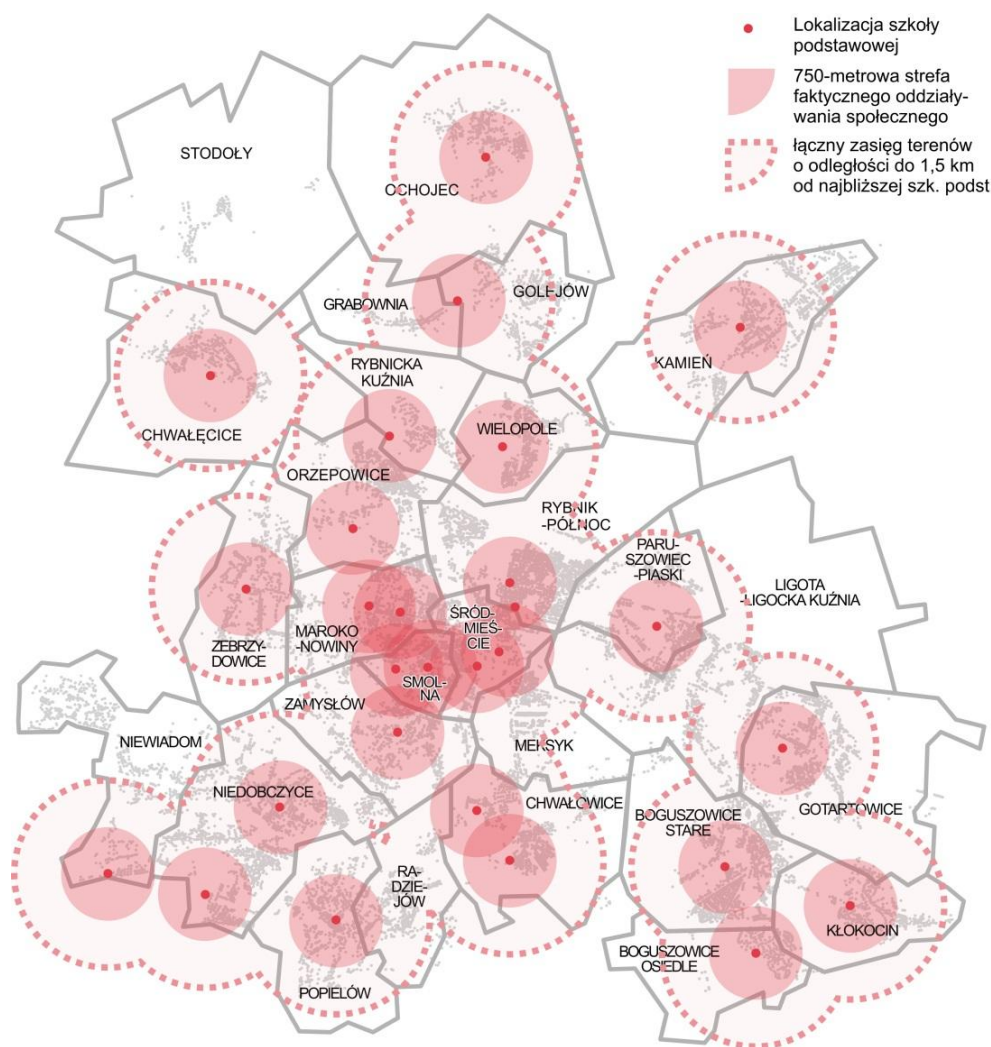 Lokalizacja szkoły
podstawowej
750-metrowa strefa
faktycznego oddziały-
wania społecznego
łączny zasięg terenów
o odległości do 1,5 km
od najbliższej szk. podst
STODOŁY
OCHOJEC
GRABOWNIA
GOLEJÓW
RYBNICKA
KUŹNIA
KAMIEŃ
CHWAŁĘCICE
WIELOPOLE
ORZEPOWICE
RYBNIK
-PÓŁNOC
PARU-
SZOWIEC
-PIASKI
LIGOTA
-LIGOCKA KUŹNIA
ŚRÓD-
MIEŚ-
CIE
MAROKO
-NOWINY
ZEBRZY-
DOWICE
SMOL-
NA
ZAMYSŁÓW
NIEWIADOM
MEKSYK
NIEDOBCZYCE
CHWAŁOWICE
BOGUSZOWICE
STARE
GOTARTOWICE
RA-
DZIE-
JÓW
KŁOKOCIN
BOGUSZOWICE
OSIEDLE
POPIELÓW